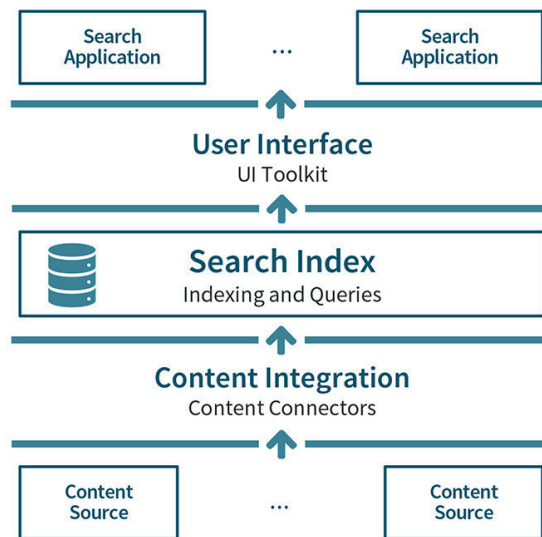 Search
Application
...
Search
Application
User Interface
UI Toolkit
Search Index
Indexing and Queries
Content Integration
Content Connectors
Content
Source
...
Content
Source